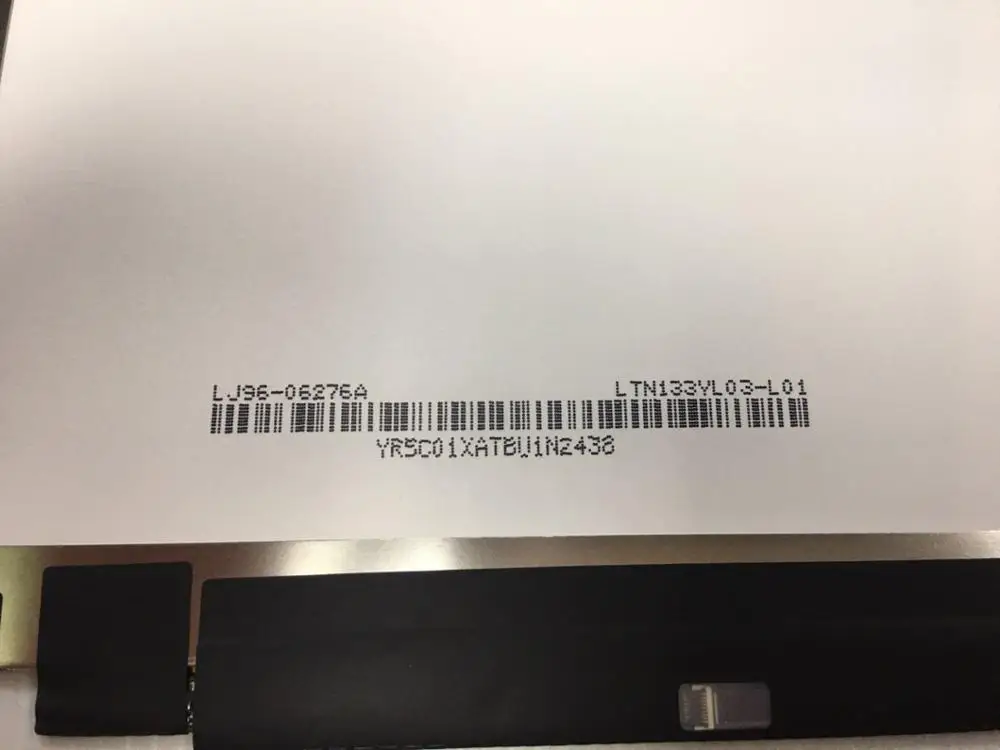 LJ96-06276A LTN133YL03-L01
YR5C01XATBU1N2438